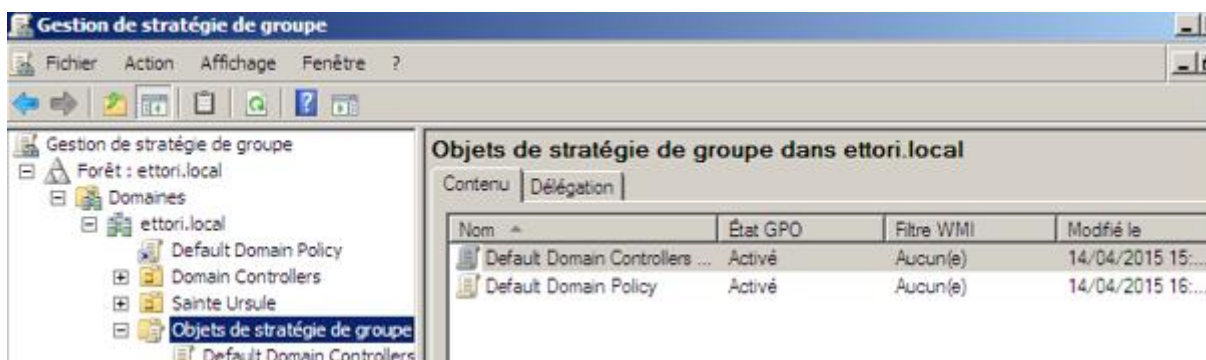 Gestion de stratégie de groupe
Fichier Action Affichage Fenêtre ?
Gestion de stratégie de groupe
Forêt : ettori.local
Domaines
ettori.local
Default Domain Policy
Domain Controllers
Sainte Ursule
Objets de stratégie de groupe
Default Domain Controllers
Objets de stratégie de groupe dans ettori.local
Contenu Délégation
Nom État GPO Filtre WMI Modifié le
Default Domain Controllers ... Activé Aucun(e) 14/04/2015 15:...
Default Domain Policy Activé Aucun(e) 14/04/2015 16:...